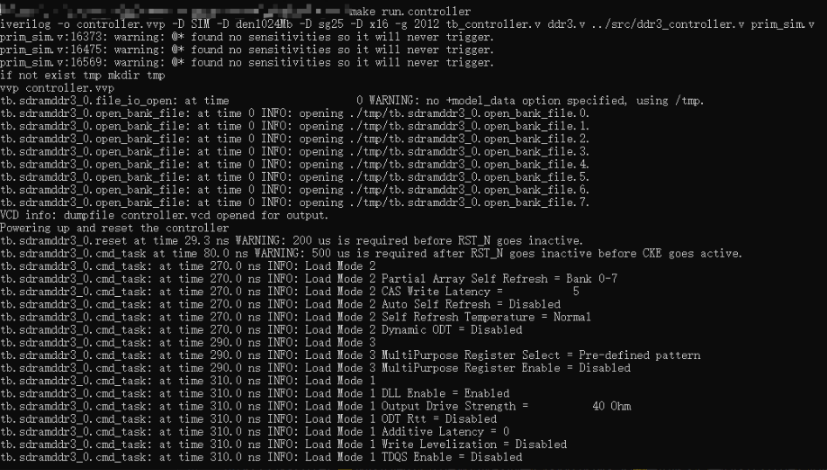 make run.controller
iverilog -o controller.vvp -D SIM -D den1024Mb -D sg25 -D x16 -g 2012 tb_controller.v ddr3.v ../src/ddr3_controller.v prim_sim.v
prim_sim.v:16373: warning: @* found no sensitivities so it will never trigger.
prim_sim.v:16475: warning: @* found no sensitivities so it will never trigger.
prim_sim.v:16569: warning: @* found no sensitivities so it will never trigger.
if not exist tmp mkdir tmp
vvp controller.vvp
tb.sdramddr3_0.file_io_open: at time                    0 WARNING: no +model_data option specified, using /tmp.
tb.sdramddr3_0.open_bank_file: at time 0 INFO: opening ./tmp/tb.sdramddr3_0.open_bank_file.0.
tb.sdramddr3_0.open_bank_file: at time 0 INFO: opening ./tmp/tb.sdramddr3_0.open_bank_file.1.
tb.sdramddr3_0.open_bank_file: at time 0 INFO: opening ./tmp/tb.sdramddr3_0.open_bank_file.2.
tb.sdramddr3_0.open_bank_file: at time 0 INFO: opening ./tmp/tb.sdramddr3_0.open_bank_file.3.
tb.sdramddr3_0.open_bank_file: at time 0 INFO: opening ./tmp/tb.sdramddr3_0.open_bank_file.4.
tb.sdramddr3_0.open_bank_file: at time 0 INFO: opening ./tmp/tb.sdramddr3_0.open_bank_file.5.
tb.sdramddr3_0.open_bank_file: at time 0 INFO: opening ./tmp/tb.sdramddr3_0.open_bank_file.6.
tb.sdramddr3_0.open_bank_file: at time 0 INFO: opening ./tmp/tb.sdramddr3_0.open_bank_file.7.
VCD info: dumpfile controller.vcd opened for output.
Powering up and reset the controller
tb.sdramddr3_0.reset at time 29.3 ns WARNING: 200 us is required before RST_N goes inactive.
tb.sdramddr3_0.cmd_task at time 80.0 ns WARNING: 500 us is required after RST_N goes inactive before CKE goes active.
tb.sdramddr3_0.cmd_task: at time 270.0 ns INFO: Load Mode 2
tb.sdramddr3_0.cmd_task: at time 270.0 ns INFO: Load Mode 2 Partial Array Self Refresh = Bank 0-7
tb.sdramddr3_0.cmd_task: at time 270.0 ns INFO: Load Mode 2 CAS Write Latency =          5
tb.sdramddr3_0.cmd_task: at time 270.0 ns INFO: Load Mode 2 Auto Self Refresh = Disabled
tb.sdramddr3_0.cmd_task: at time 270.0 ns INFO: Load Mode 2 Self Refresh Temperature = Normal
tb.sdramddr3_0.cmd_task: at time 270.0 ns INFO: Load Mode 2 Dynamic ODT = Disabled
tb.sdramddr3_0.cmd_task: at time 290.0 ns INFO: Load Mode 3
tb.sdramddr3_0.cmd_task: at time 290.0 ns INFO: Load Mode 3 MultiPurpose Register Select = Pre-defined pattern
tb.sdramddr3_0.cmd_task: at time 290.0 ns INFO: Load Mode 3 MultiPurpose Register Enable = Disabled
tb.sdramddr3_0.cmd_task: at time 310.0 ns INFO: Load Mode 1
tb.sdramddr3_0.cmd_task: at time 310.0 ns INFO: Load Mode 1 DLL Enable = Enabled
tb.sdramddr3_0.cmd_task: at time 310.0 ns INFO: Load Mode 1 Output Drive Strength =          40 Ohm
tb.sdramddr3_0.cmd_task: at time 310.0 ns INFO: Load Mode 1 ODT Rtt = Disabled
tb.sdramddr3_0.cmd_task: at time 310.0 ns INFO: Load Mode 1 Additive Latency = 0
tb.sdramddr3_0.cmd_task: at time 310.0 ns INFO: Load Mode 1 Write Levelization = Disabled
tb.sdramddr3_0.cmd_task: at time 310.0 ns INFO: Load Mode 1 TDQS Enable = Disabled